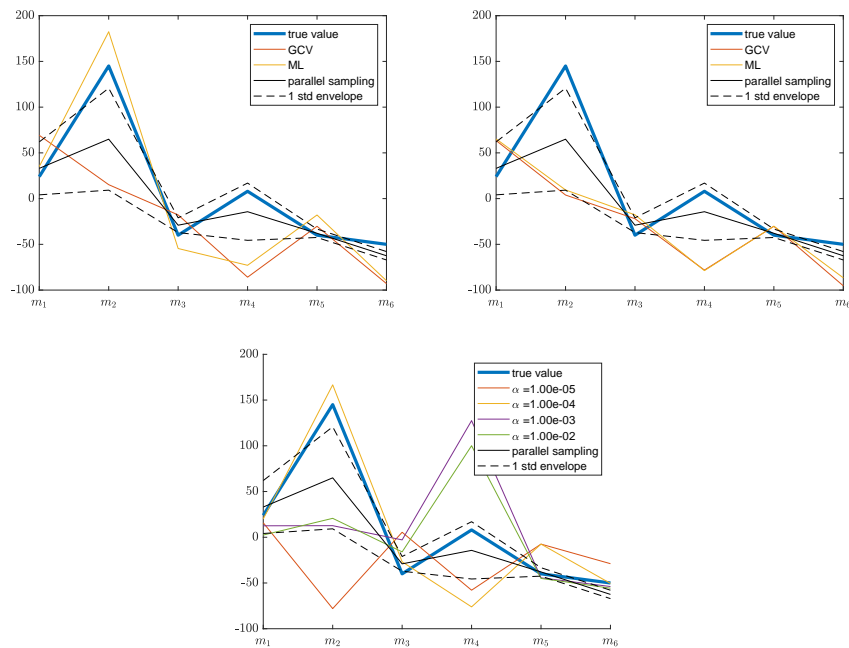 200
150
100
50
0
-50
-100
m1 m2 m3 m4 m5 m6
true value
GCV
ML
parallel sampling
1 std envelope
200
150
100
50
0
-50
-100
m1 m2 m3 m4 m5 m6
true value
GCV
ML
parallel sampling
1 std envelope
200
150
100
50
0
-50
-100
m1 m2 m3 m4 m5 m6
true value
α =1.00e-05
α =1.00e-04
α =1.00e-03
α =1.00e-02
parallel sampling
1 std envelope